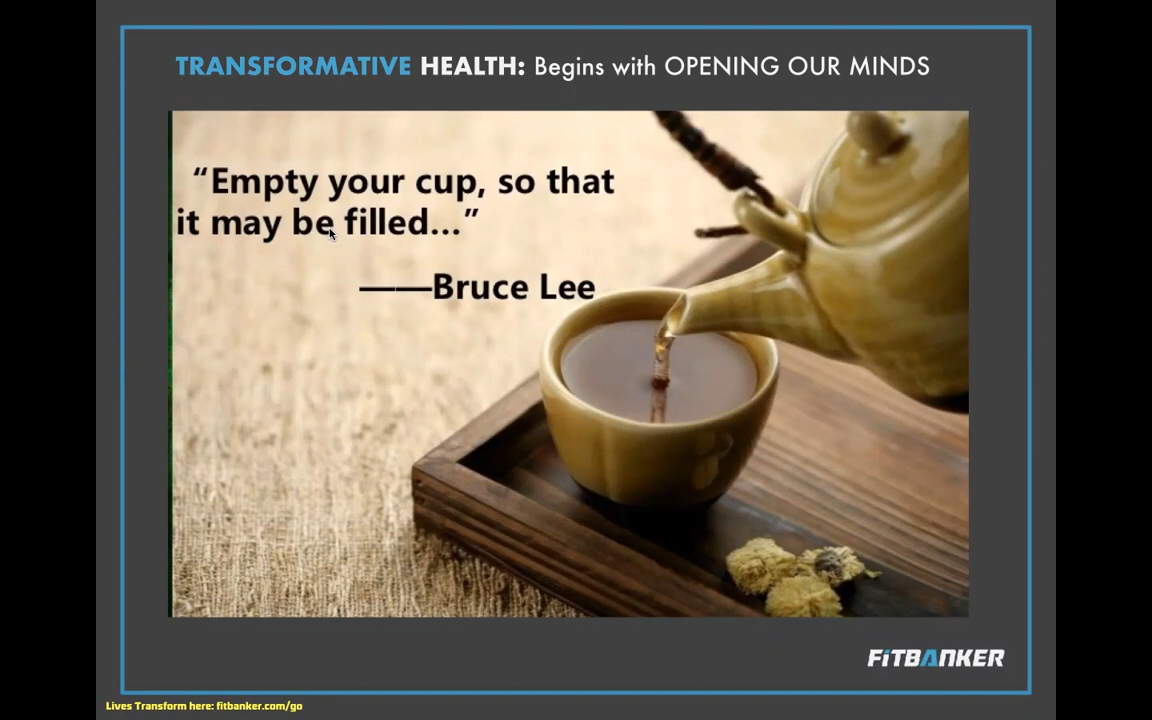 TRANSFORMATIVE HEALTH: Begins with OPENING OUR MINDS
“Empty your cup, so that
it may be filled...”
——Bruce Lee
FiTBANKER
Lives Transform here: fitbanker.com/go